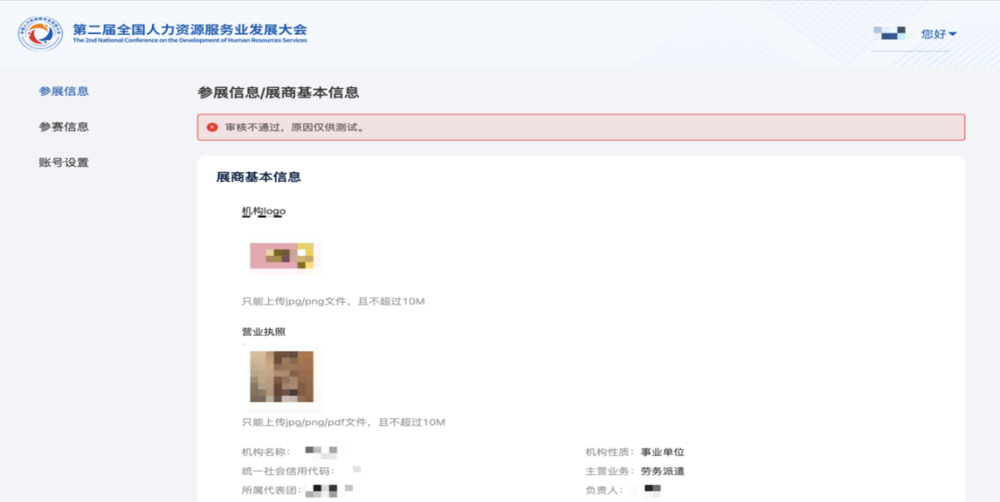 第二届全国人力资源服务业发展大会
The 2nd National Conference on the Development of Human Resources Services
您好
参展信息
参赛信息
账号设置
参展信息/展商基本信息
审核不通过，原因仅供测试。
展商基本信息
机构logo
只能上传jpg/png文件，且不超过10M
营业执照
只能上传jpg/png/pdf文件，且不超过10M
机构名称：
机构性质：事业单位
统一社会信用代码：
主营业务：劳务派遣
所属代表团：
负责人：